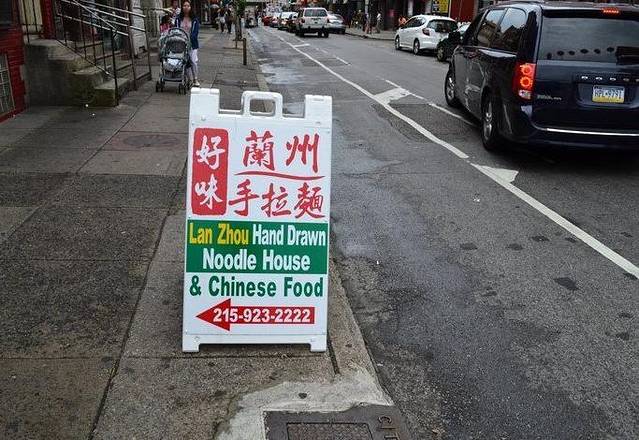 好味
蘭州
手拉麵
Lan Zhou Hand Drawn
Noodle House
& Chinese Food
215-923-2222